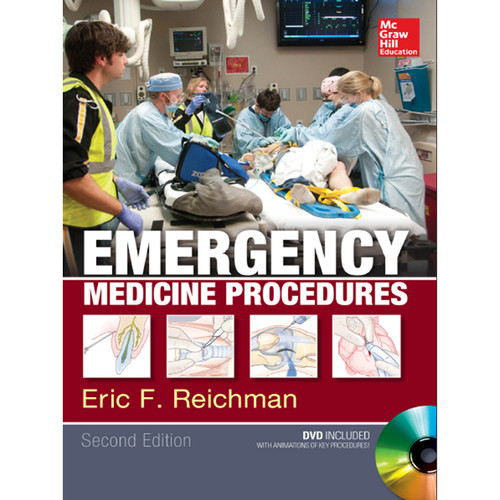 Mc
Graw
Hill
Education
EMERGENCY
MEDICINE PROCEDURES
Eric F. Reichman
Second Edition
DVD INCLUDED
WITH ANIMATIONS OF KEY PROCEDURES!